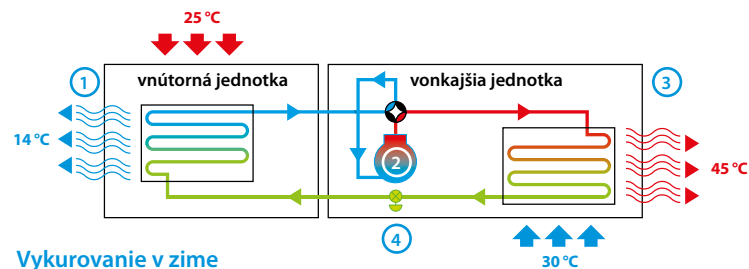 25 °C
1
vnútorná jednotka
vonkajšia jednotka
3
14 °C
2
45 °C
4
30 °C
Vykurovanie v zime